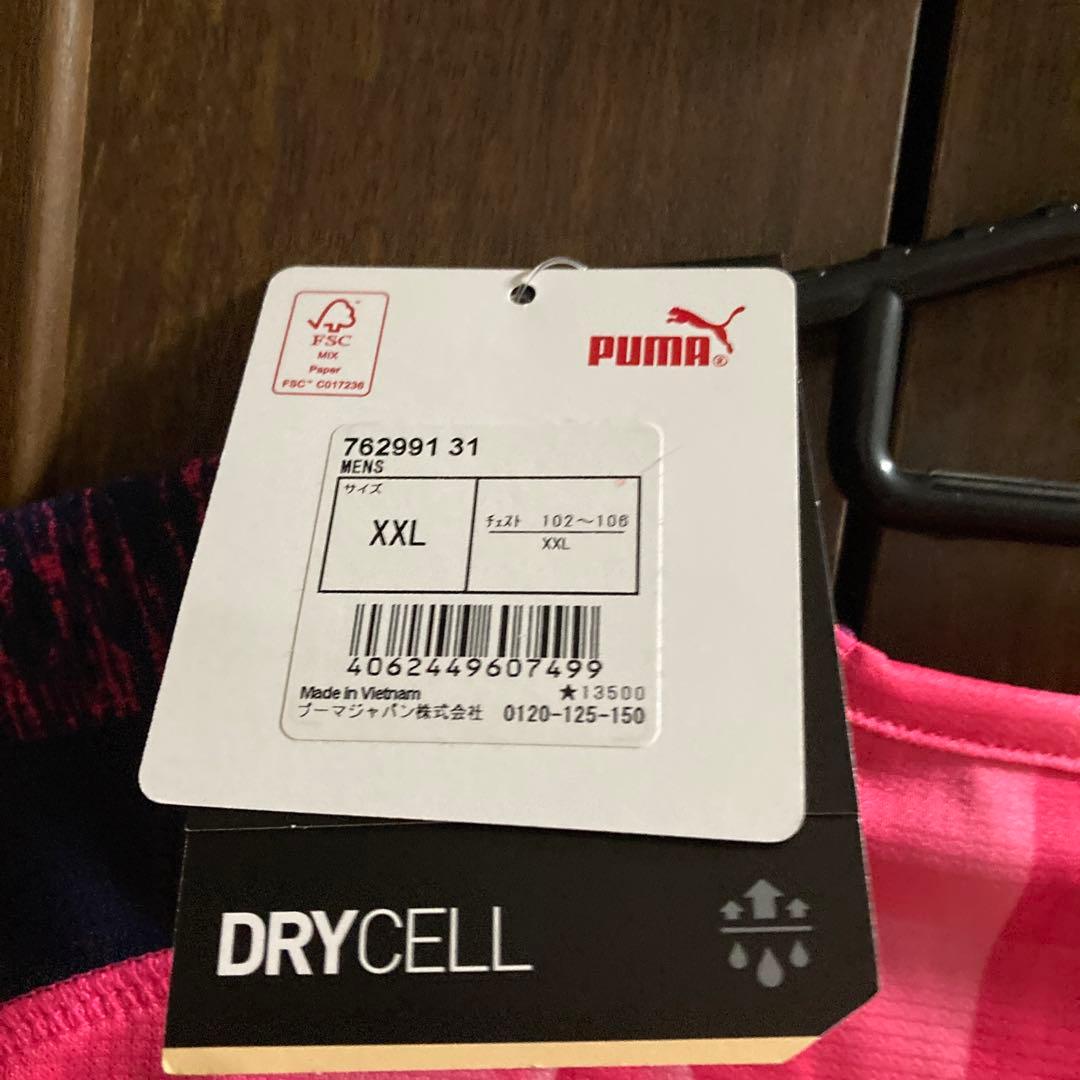 FSC
MIX
Paper
FSC™ C017236
PUMA®
762991 31
MENS
サイズ
XXL
チェスト 102～106
XXL
4062449607499
Made in Vietnam
★13500
プーマジャパン株式会社 0120-125-150
DRYCELL